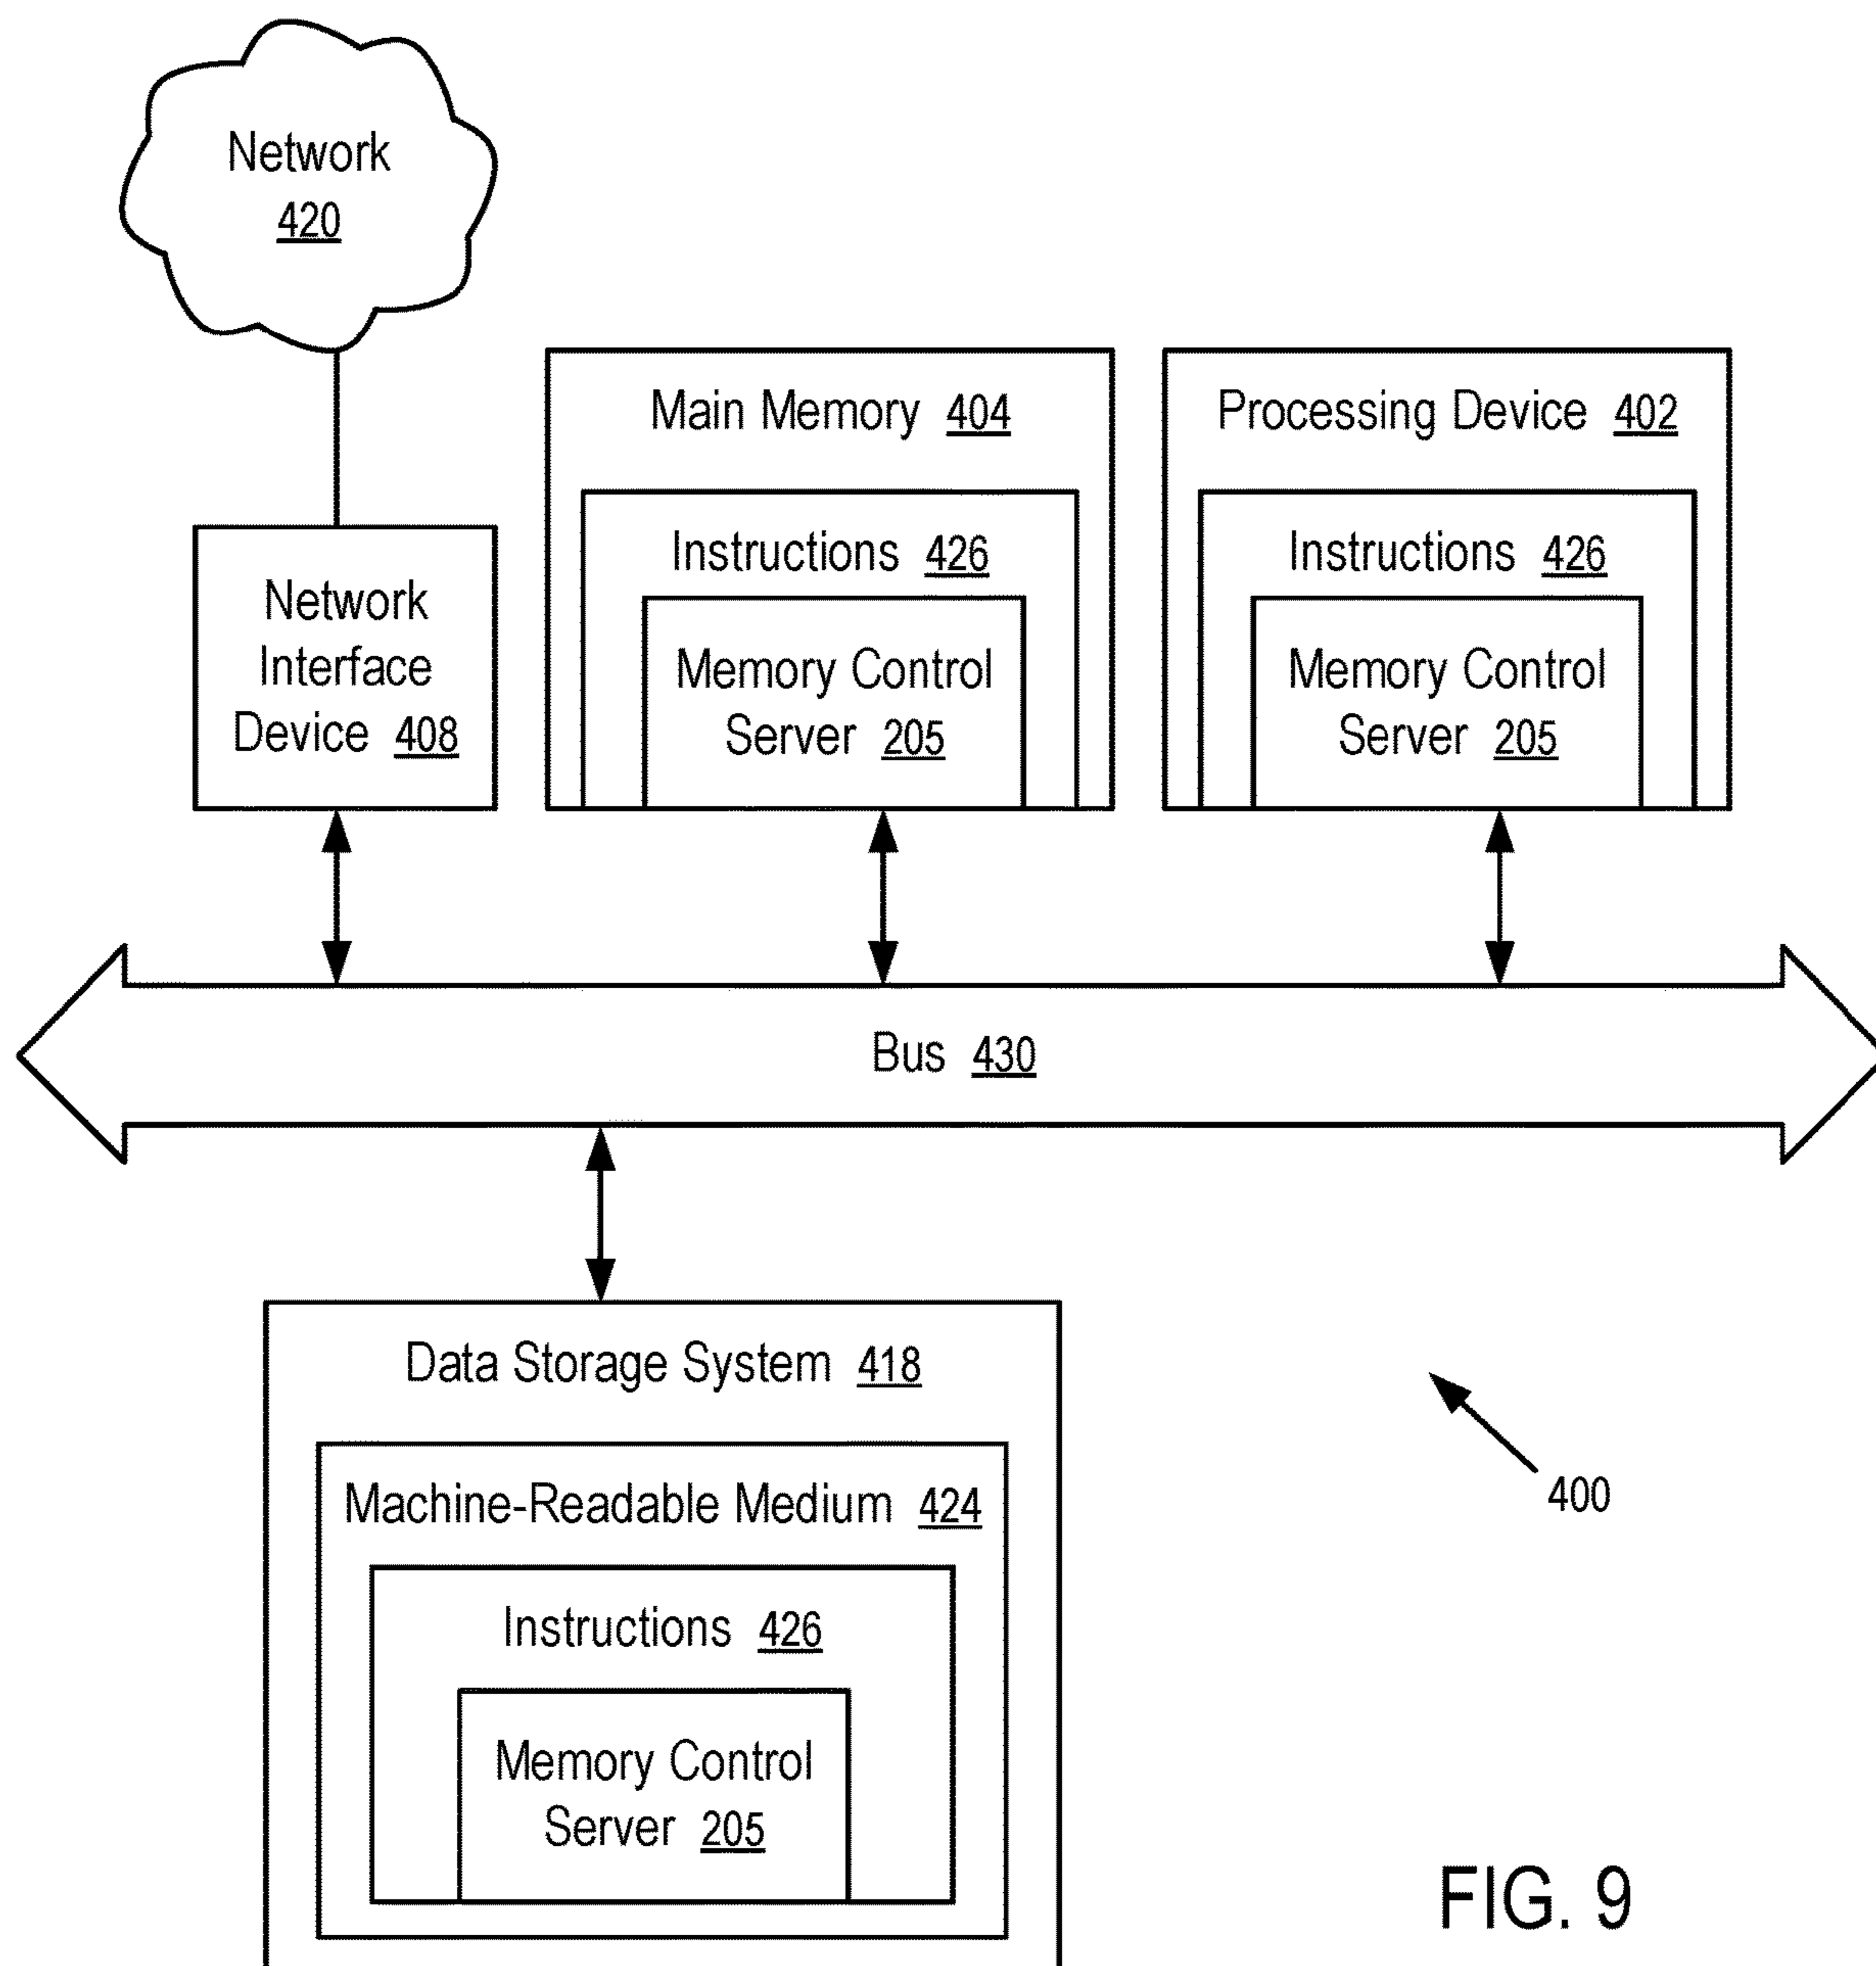 Network
420
Main Memory 404
Processing Device 402
Instructions 426
Instructions 426
Network
Interface
Device 408
Memory Control
Server 205
Memory Control
Server 205
Bus 430
Data Storage System 418
Machine-Readable Medium 424
400
Instructions 426
Memory Control
Server 205
FIG. 9